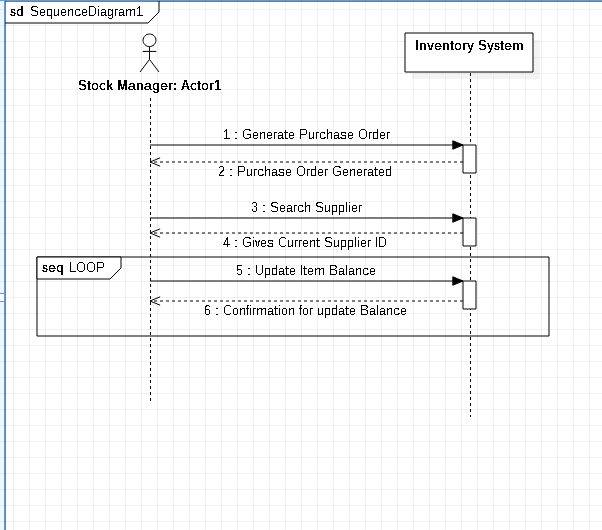 sd SequenceDiagram1
Inventory System
Stock Manager: Actor1
1 : Generate Purchase Order
2 : Purchase Order Generated
3 : Search Supplier
4 : Gives Current Supplier ID
seq LOOP
5 : Update Item Balance
6 : Confirmation for update Balance